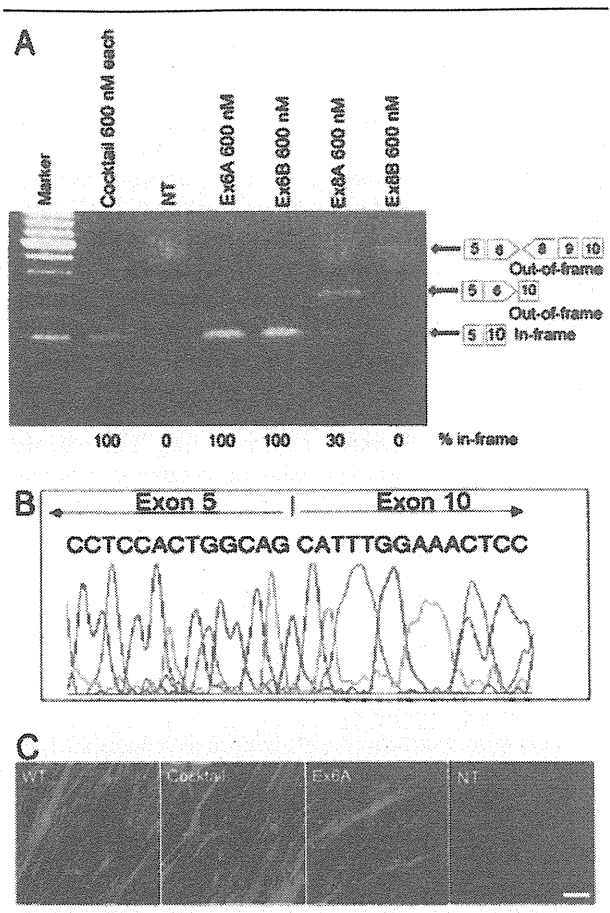 A
Marker
Cocktail 600 nM each
NT
Ex6A 600 nM
Ex6B 600 nM
Ex8A 600 nM
Ex8B 600 nM
5 6 8 9 10
Out-of-frame
5 6 10
Out-of-frame
5 10 In-frame
100 0 100 100 30 0 % in-frame
B
Exon 5 Exon 10
CCTCCACTGGCAG CATTTGGAAACTCC
C
WT
Cocktail
Ex6A
NT